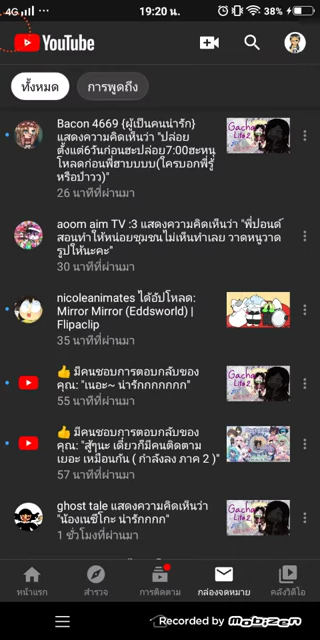 4G 19:20 น. 38%
YouTube
ทั้งหมด การพูดถึง
Bacon 4669 {ผู้เป็นคนน่ารัก}
แสดงความคิดเห็นว่า "ปล่อย
ตั้งแต่6วันก่อนฮะปล่อย7:00ฮะหนู
โหลดก่อนพี่ฮาบบบบ(ใครบอกพี่รู้
หรือป่าวว)"
26 นาทีที่ผ่านมา
aoom aim TV :3 แสดงความคิดเห็นว่า "พี่ปอนด์
สอนทำให้หน่อยซุมซนไม่เห็นทำเลย วาดหนูวาด
รูปให้นะคะ"
30 นาทีที่ผ่านมา
nicoleanimates ได้อัปโหลด:
Mirror Mirror (Eddsworld) |
Flipaclip
35 นาทีที่ผ่านมา
👍 มีคนชอบการตอบกลับของ
คุณ: "เนอะ~ น่ารักกกกกกก"
55 นาทีที่ผ่านมา
👍 มีคนชอบการตอบกลับของ
คุณ: "สู้ๆนะ เดี๋ยวก็มีคนติดตาม
เยอะ เหมือนกัน ( กำลังลง ภาค 2 )"
57 นาทีที่ผ่านมา
ghost tale แสดงความคิดเห็นว่า
"น้องเนซึโกะ น่ารักกกก"
1 ชั่วโมงที่ผ่านมา
Gacha
Life 2
Gacha
Life 2
Gacha
Life 2
หน้าแรก สำรวจ การติดตาม กล่องจดหมาย คลังวิดีโอ
Recorded by Mobizen